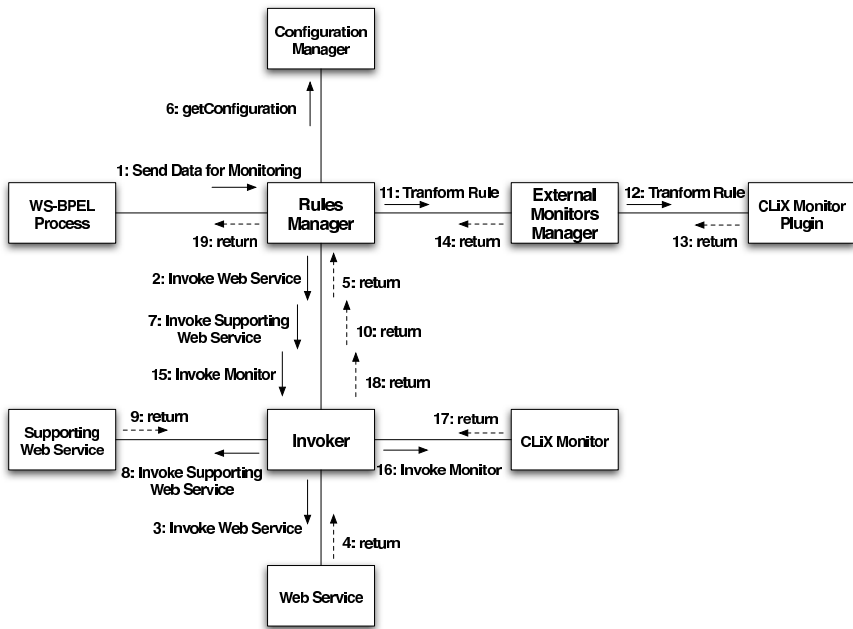 Configuration
Manager
6: getConfiguration
1: Send Data for Monitoring
WS-BPEL
Process
Rules
Manager
11: Tranform Rule
External
Monitors
Manager
12: Tranform Rule
CLiX Monitor
Plugin
19: return
14: return
13: return
2: Invoke Web Service
5: return
7: Invoke Supporting
Web Service
10: return
15: Invoke Monitor
18: return
9: return
17: return
Supporting
Web Service
Invoker
CLiX Monitor
8: Invoke Supporting
Web Service
16: Invoke Monitor
3: Invoke Web Service
4: return
Web Service